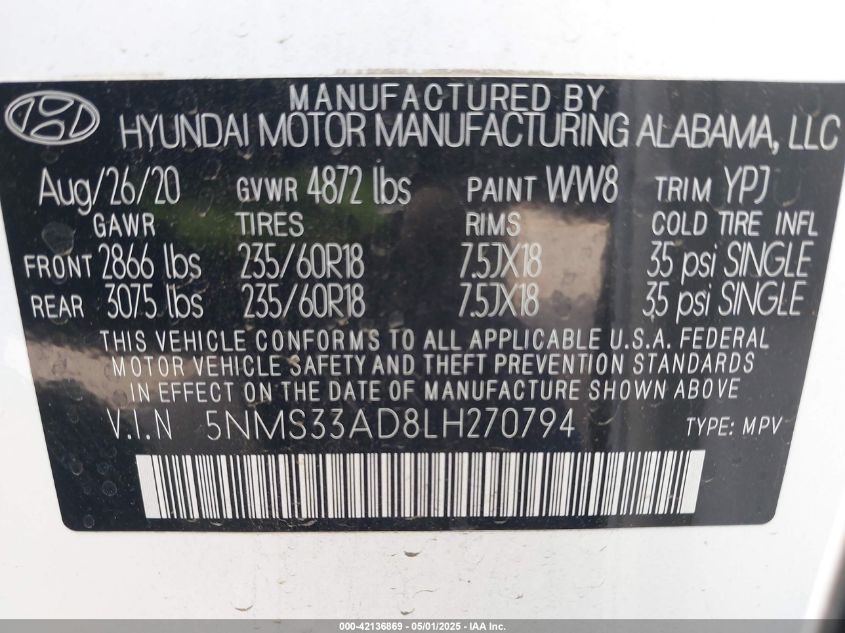 MANUFACTURED BY
HYUNDAI MOTOR MANUFACTURING ALABAMA, LLC
Aug/26/20 GVWR 4872 lbs PAINT WW8 TRIM YPJ
GAWR TIRES RIMS COLD TIRE INFL
FRONT 2866 lbs 235/60R18 7.5JX18 35 psi SINGLE
REAR 3075 lbs 235/60R18 7.5JX18 35 psi SINGLE
THIS VEHICLE CONFORMS TO ALL APPLICABLE U.S.A. FEDERAL
MOTOR VEHICLE SAFETY AND THEFT PREVENTION STANDARDS
IN EFFECT ON THE DATE OF MANUFACTURE SHOWN ABOVE
V.I.N 5NMS33AD8LH270794 TYPE: MPV
000-42136869 | 05/01/2025 - IAA Inc.